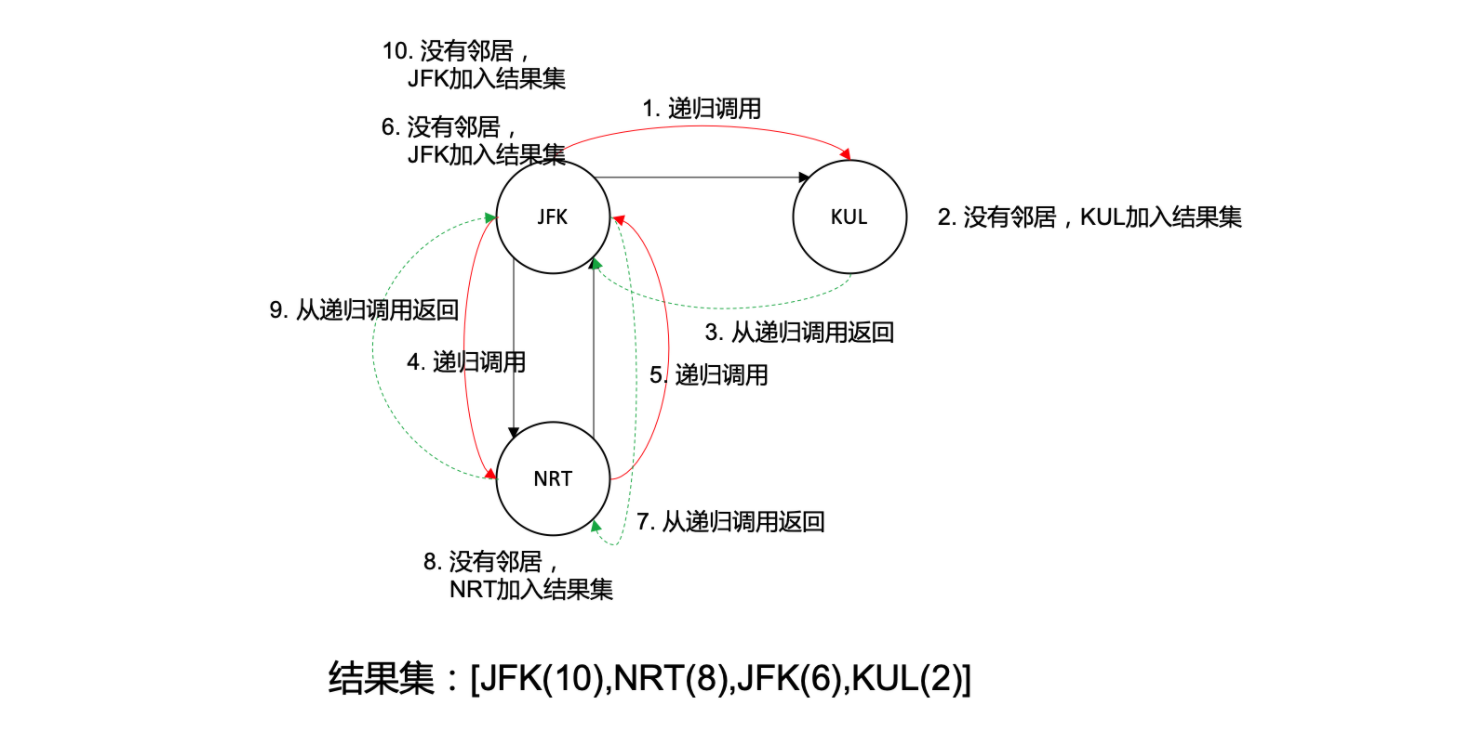 10. 没有邻居，
JFK加入结果集
1. 递归调用
6. 没有邻居，
JFK加入结果集
JFK
KUL
2. 没有邻居，KUL加入结果集
9. 从递归调用返回
3. 从递归调用返回
4. 递归调用
5. 递归调用
NRT
7. 从递归调用返回
8. 没有邻居，
NRT加入结果集
结果集：[JFK(10),NRT(8),JFK(6),KUL(2)]